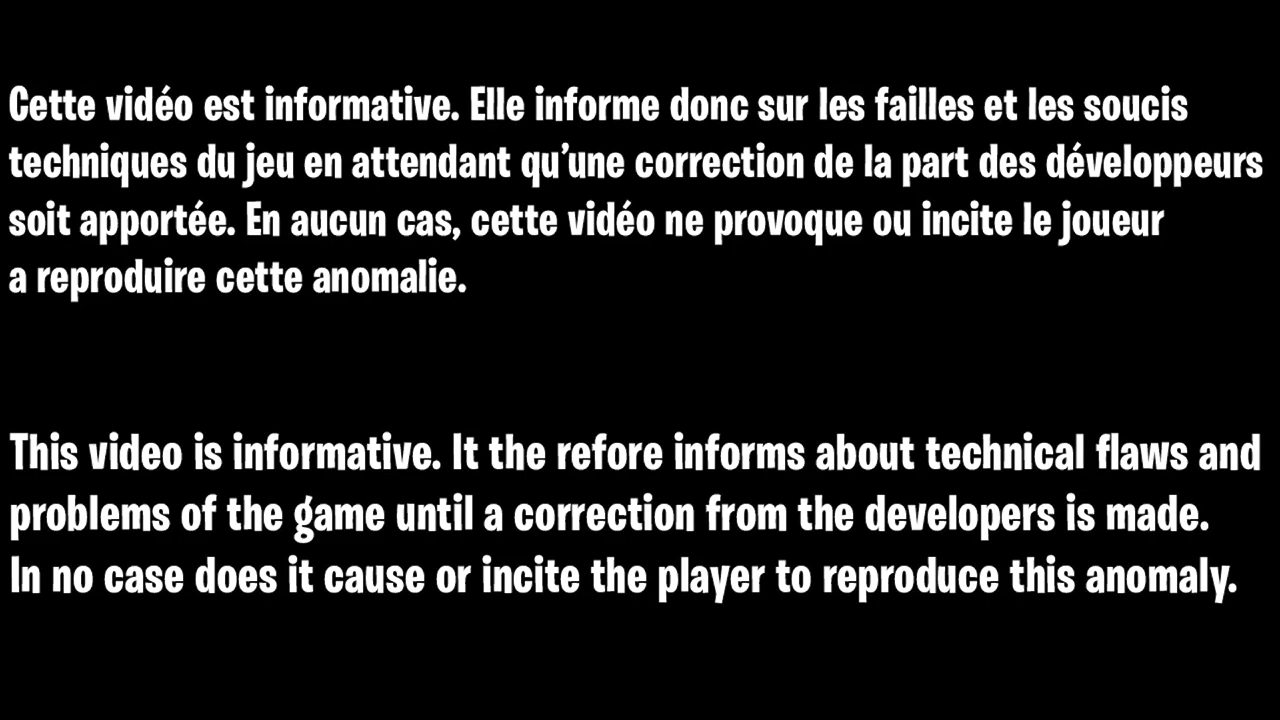 Cette vidéo est informative. Elle informe donc sur les failles et les soucis
techniques du jeu en attendant qu’une correction de la part des développeurs
soit apportée. En aucun cas, cette vidéo ne provoque ou incite le joueur
a reproduire cette anomalie.
This video is informative. It the refore informs about technical flaws and
problems of the game until a correction from the developers is made.
In no case does it cause or incite the player to reproduce this anomaly.